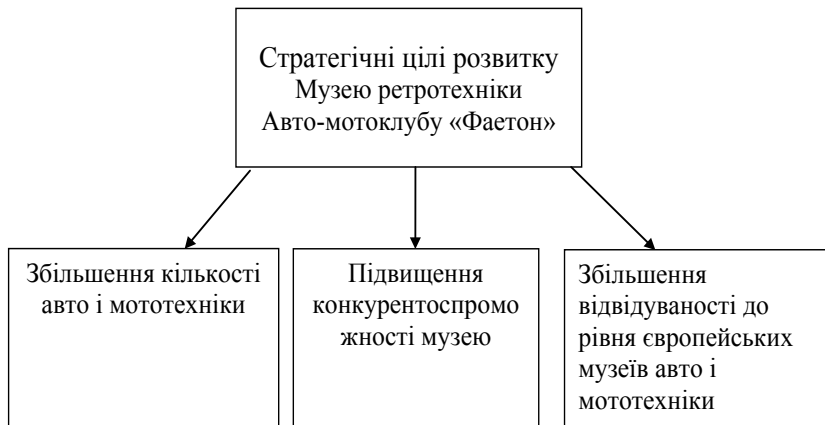 Стратегічні цілі розвитку
Музею ретротехніки
Авто-мотоклубу «Фаетон»
Збільшення кількості
авто і мототехніки
Підвищення
конкурентоспромо
жності музею
Збільшення
відвідуваності до
рівня європейських
музеїв авто і
мототехніки